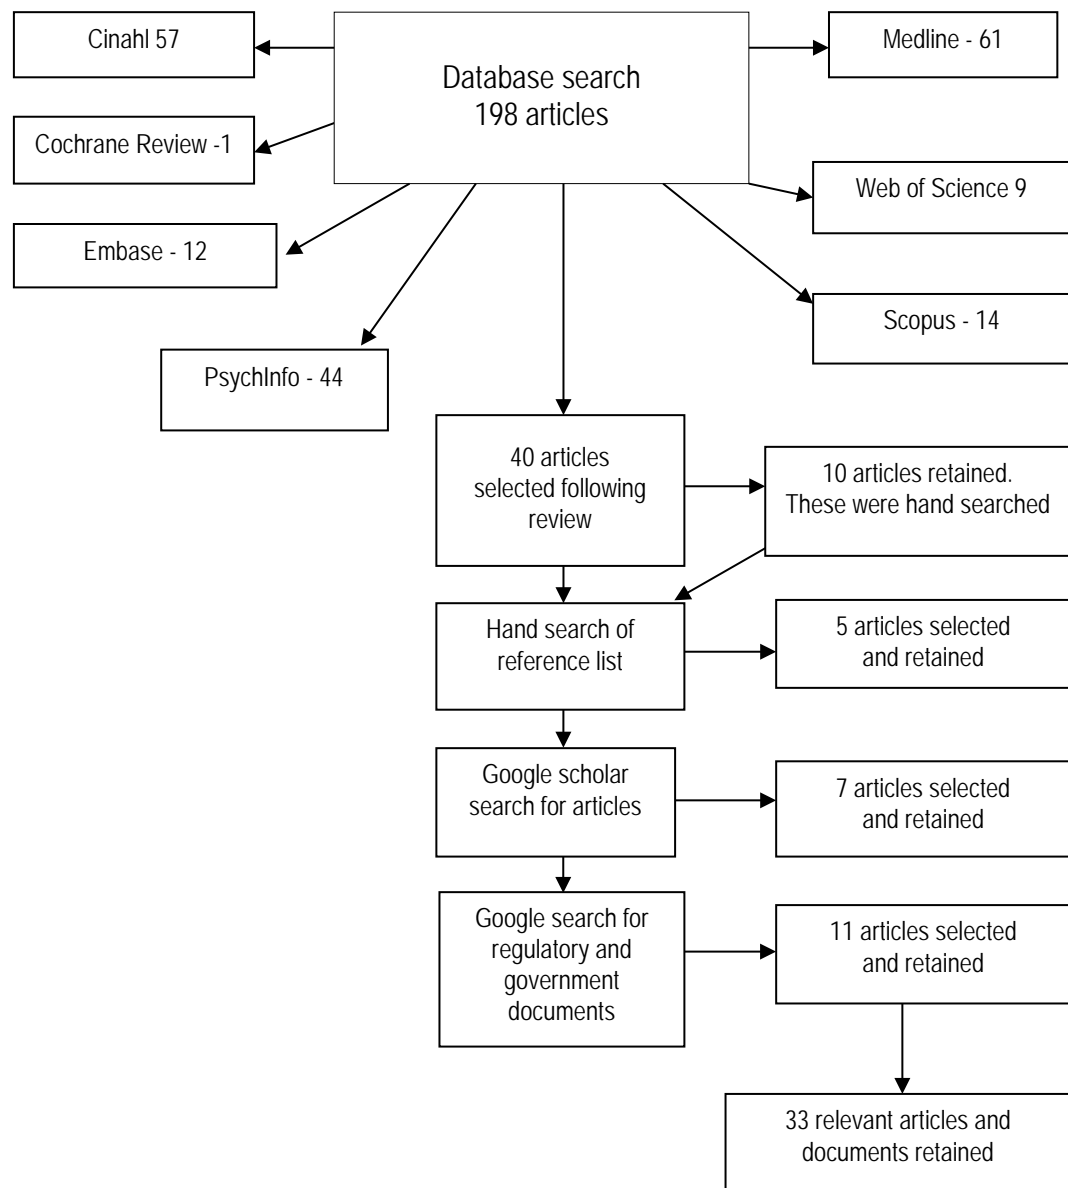 Cinahl 57
Database search
198 articles
Medline - 61
Cochrane Review -1
Web of Science 9
Embase - 12
Scopus - 14
PsychInfo - 44
40 articles
selected following
review
10 articles retained.
These were hand searched
Hand search of
reference list
5 articles selected
and retained
Google scholar
search for articles
7 articles selected
and retained
Google search for
regulatory and
government
documents
11 articles selected
and retained
33 relevant articles and
documents retained